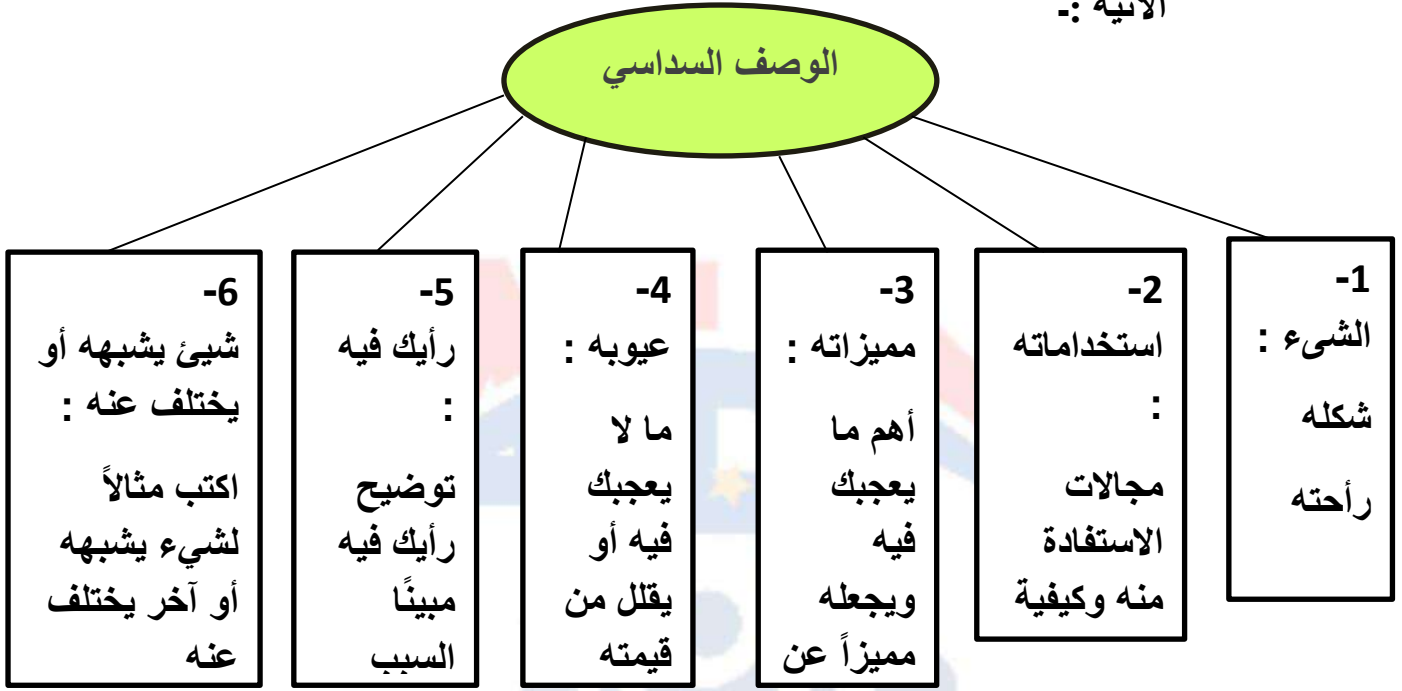 الاتية :-
الوصف السداسي
1-
الشىء :
شكله
رأحته
2-
استخداماته
:
مجالات
الاستفادة
منه وكيفية
3-
مميزاته :
أهم ما
يعجبك
فيه
ويجعله
مميزاً عن
4-
عيوبه :
ما لا
يعجبك
فيه أو
يقلل من
قيمته
5-
رأيك فيه
:
توضيح
رأيك فيه
مبينًا
السبب
6-
شيئ يشبهه أو
يختلف عنه :
اكتب مثالاً
لشيء يشبهه
أو آخر يختلف
عنه